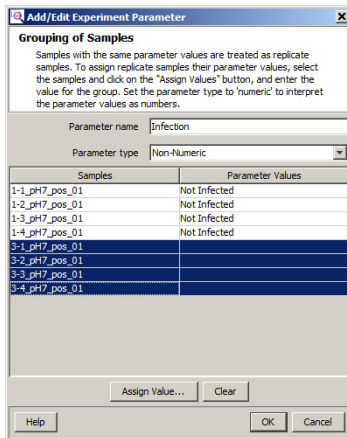 Add/Edit Experiment Parameter
Grouping of Samples
Samples with the same parameter values are treated as replicate
samples. To assign replicate samples their parameter values, select
the samples and click on the "Assign Values" button, and enter the
value for the group. Set the parameter type to 'numeric' to interpret
the parameter values as numbers.
Parameter name Infection
Parameter type Non-Numeric
Samples Parameter Values
1-1_pH7_pos_01 Not Infected
1-2_pH7_pos_01 Not Infected
1-3_pH7_pos_01 Not Infected
1-4_pH7_pos_01 Not Infected
3-1_pH7_pos_01
3-2_pH7_pos_01
3-3_pH7_pos_01
3-4_pH7_pos_01
Assign Value... Clear
Help OK Cancel